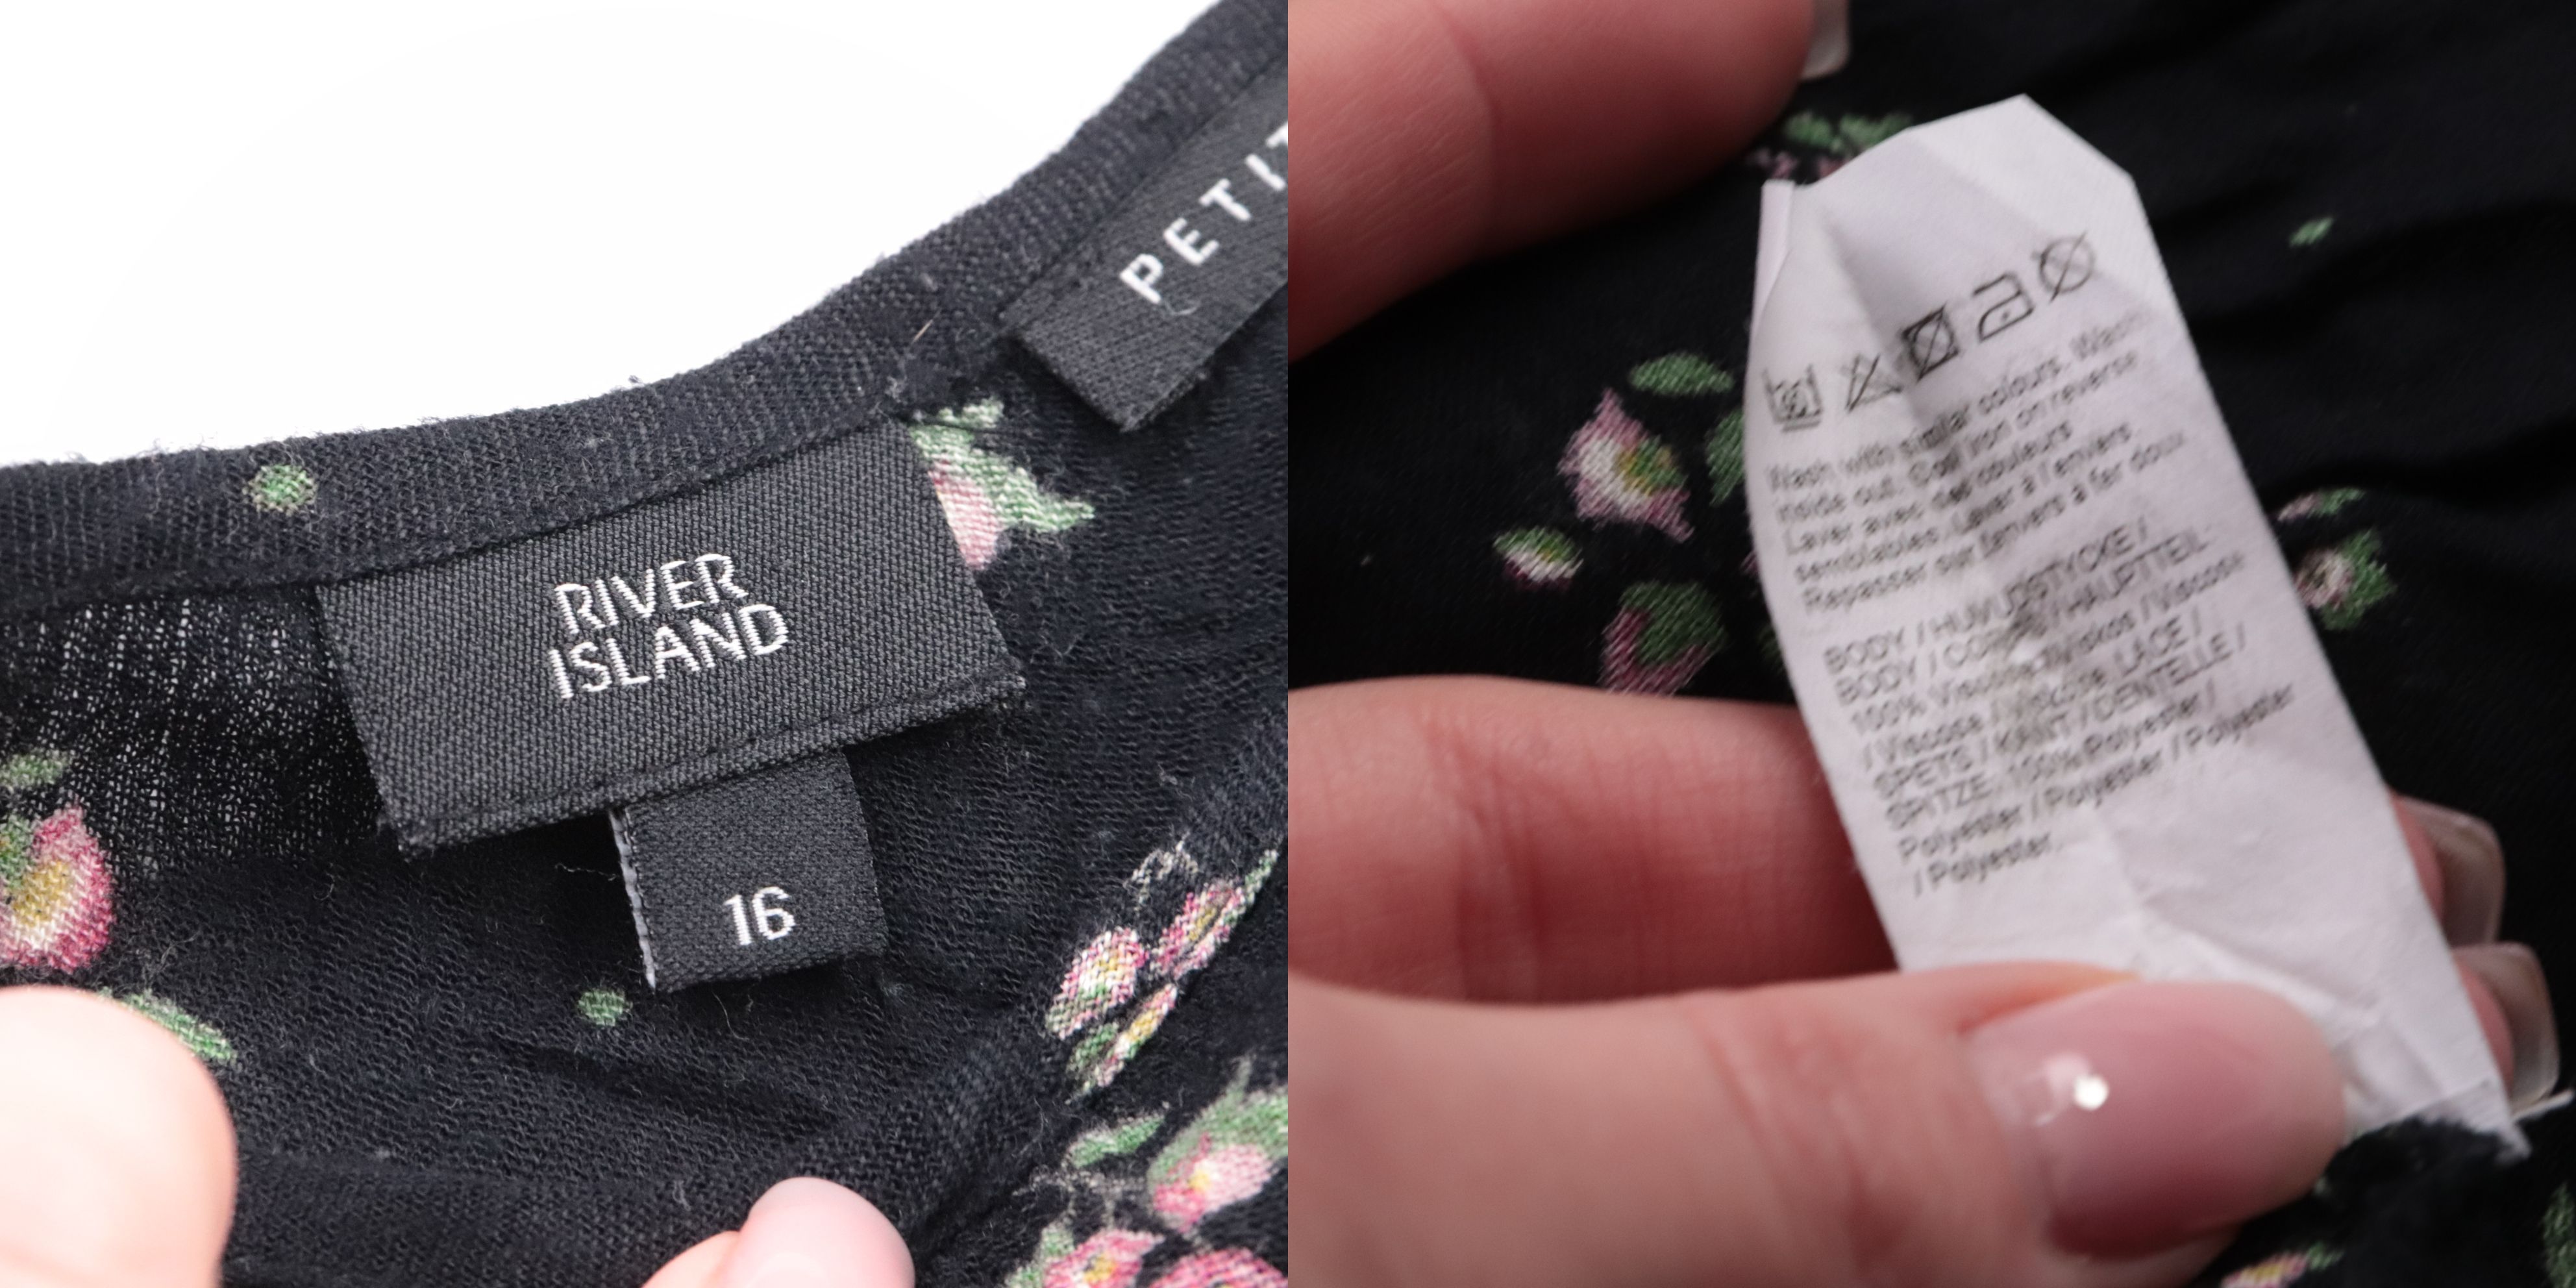 RIVER
ISLAND
16
PETIT
Wash with similar colours. Wash
inside out. Cool iron on reverse
Laver avec des couleurs
semblables. Laver à l'envers
Repasser sur l'envers à fer doux
BODY / HUVUDSTYCKE /
BODY / / HAUPTTEIL
100% / Viskos / Viscose
/ Viscose / Viskose, LACE /
SPETS / KANT / DENTELLE /
SPITZE: 100% Polyester /
Polyester / Polyester / Polyester
/ Polyester.